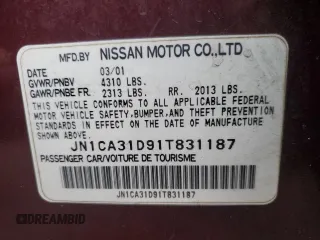 MFD.BY NISSAN MOTOR CO.,LTD.
DATE 03/01
GVWR/PNBV 4310 LBS.
GAWR/PNBE FR. 2313 LBS. RR. 2013 LBS.
THIS VEHICLE CONFORMS TO ALL APPLICABLE FEDERAL
MOTOR VEHICLE SAFETY,BUMPER,AND THEFT PREVENTION
STANDARDS IN EFFECT ON THE DATE OF MANUFACTURE
SHOWN ABOVE.
JN1CA31D91T831187
PASSENGER CAR/VOITURE DE TOURISME
JN1CA31D91T831187
DREAMBID